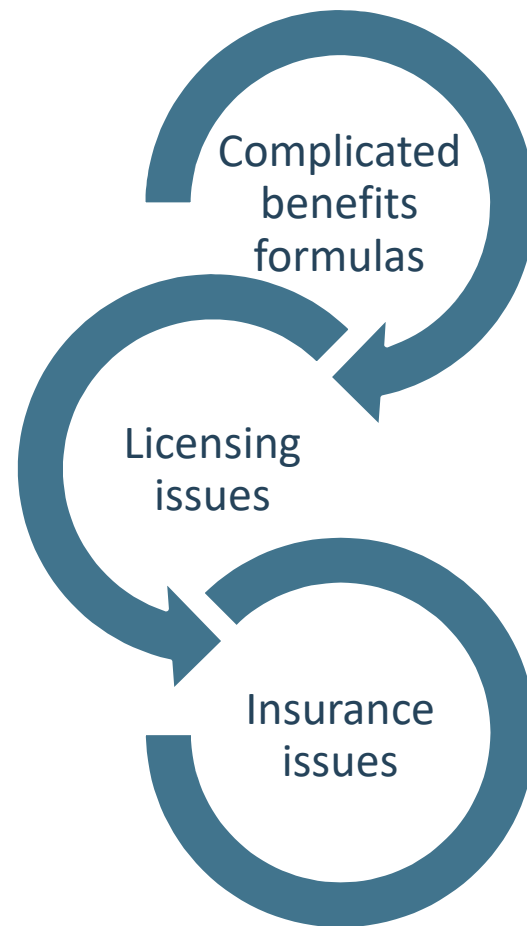 Complicated
benefits
formulas
Licensing
issues
Insurance
issues